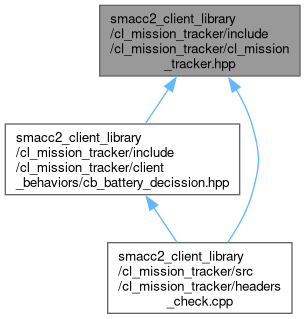 smacc2_client_library
/cl_mission_tracker/include
/cl_mission_tracker/cl_mission
_tracker.hpp
smacc2_client_library
/cl_mission_tracker/include
/cl_mission_tracker/client
_behaviors/cb_battery_decission.hpp
smacc2_client_library
/cl_mission_tracker/src
/cl_mission_tracker/headers
_check.cpp